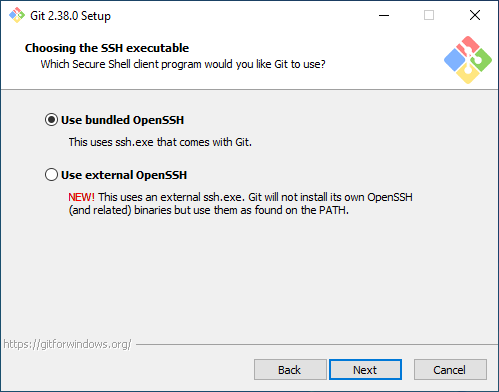 Git 2.38.0 Setup
Choosing the SSH executable
Which Secure Shell client program would you like Git to use?
Use bundled OpenSSH
This uses ssh.exe that comes with Git.
Use external OpenSSH
NEW! This uses an external ssh.exe. Git will not install its own OpenSSH
(and related) binaries but use them as found on the PATH.
https://gitforwindows.org/
Back
Next
Cancel